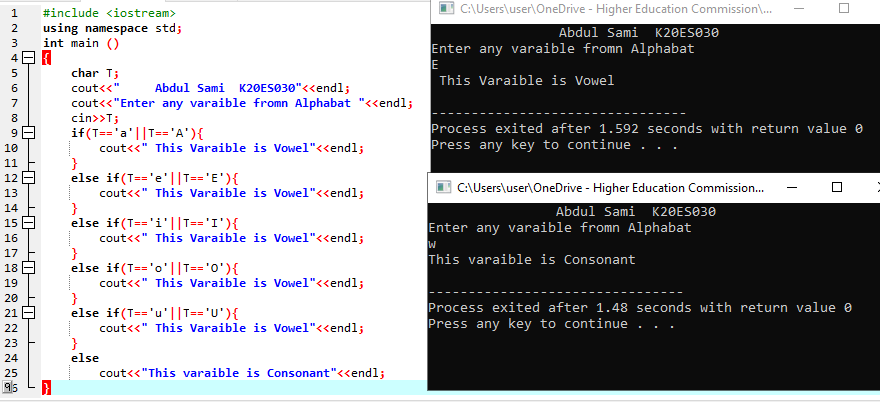 1 #include <iostream>
2 using namespace std;
3 int main ()
4 {
5 char T;
6 cout<<"     Abdul Sami  K20ES030"<<endl;
7 cout<<"Enter any varaible fromn Alphabat "<<endl;
8 cin>>T;
9 if(T=='a'||T=='A'){
10 cout<<" This Varaible is Vowel"<<endl;
11 }
12 else if(T=='e'||T=='E'){
13 cout<<" This Varaible is Vowel"<<endl;
14 }
15 else if(T=='i'||T=='I'){
16 cout<<" This Varaible is Vowel"<<endl;
17 }
18 else if(T=='o'||T=='O'){
19 cout<<" This Varaible is Vowel"<<endl;
20 }
21 else if(T=='u'||T=='U'){
22 cout<<" This Varaible is Vowel"<<endl;
23 }
24 else
25 cout<<"This varaible is Consonant"<<endl;
}
C:\Users\user\OneDrive - Higher Education Commission\...
Abdul Sami  K20ES030
Enter any varaible fromn Alphabat
E
This Varaible is Vowel
--------------------------------
Process exited after 1.592 seconds with return value 0
Press any key to continue . . .
C:\Users\user\OneDrive - Higher Education Commission...
Abdul Sami  K20ES030
Enter any varaible fromn Alphabat
w
This varaible is Consonant
--------------------------------
Process exited after 1.48 seconds with return value 0
Press any key to continue . . .